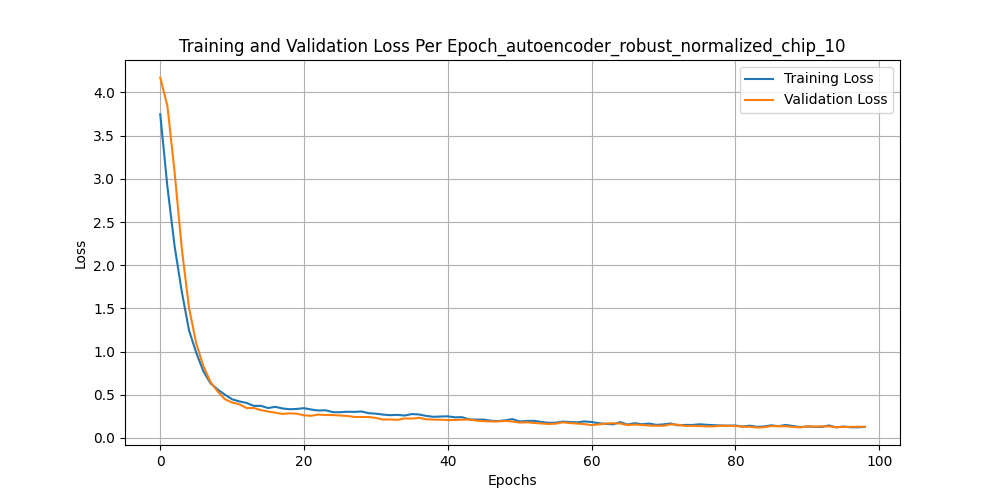 Training and Validation Loss Per Epoch_autoencoder_robust_normalized_chip_10
Training Loss
Validation Loss
4.0
3.5
3.0
2.5
2.0
1.5
1.0
0.5
0.0
Loss
0 20 40 60 80 100
Epochs